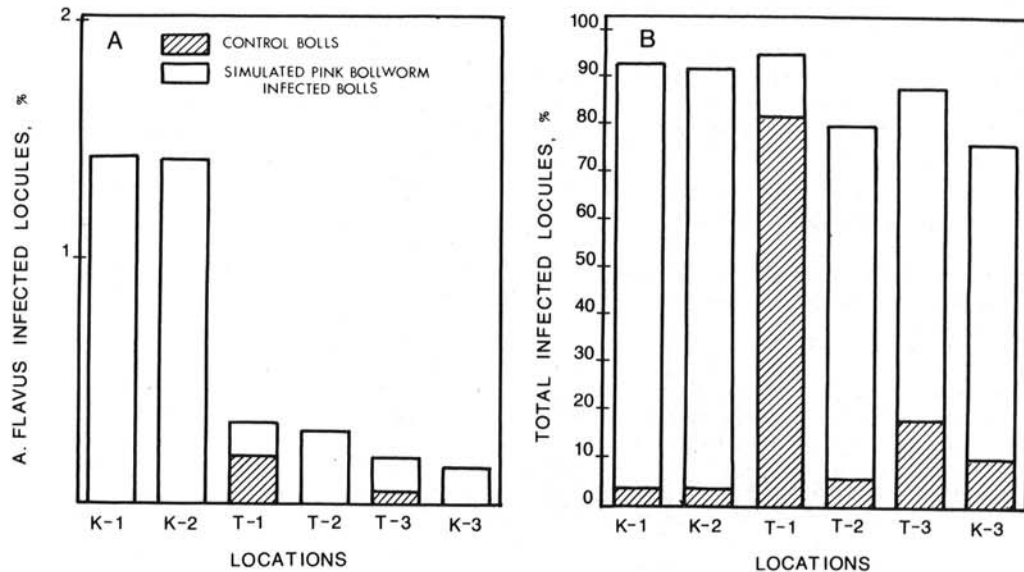 2
A
CONTROL BOLLS
SIMULATED PINK BOLLWORM
INFECTED BOLLS
1
A. FLAVUS INFECTED LOCULES, %
K-1 K-2 T-1 T-2 T-3 K-3
LOCATIONS
B
100
90
80
70
60
50
40
30
20
10
0
TOTAL INFECTED LOCULES, %
K-1 K-2 T-1 T-2 T-3 K-3
LOCATIONS